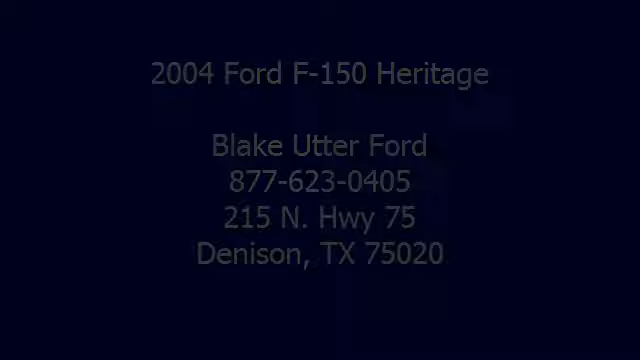 2004 Ford F-150 Heritage
Blake Utter Ford
877-623-0405
215 N. Hwy 75
Denison, TX 75020